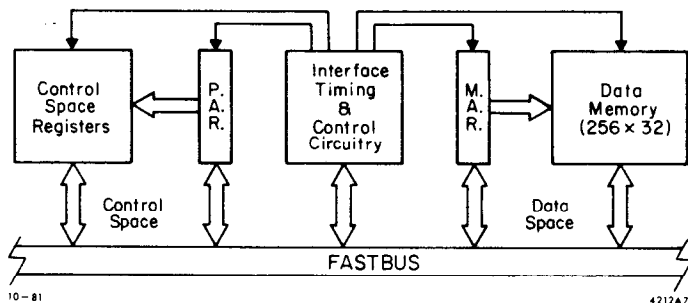 Control
Space
Registers
P.
A.
R.
Interface
Timing
&
Control
Circuitry
M.
A.
R.
Data
Memory
(256 × 32)
Control
Space
Data
Space
FASTBUS
10-81
4212A7